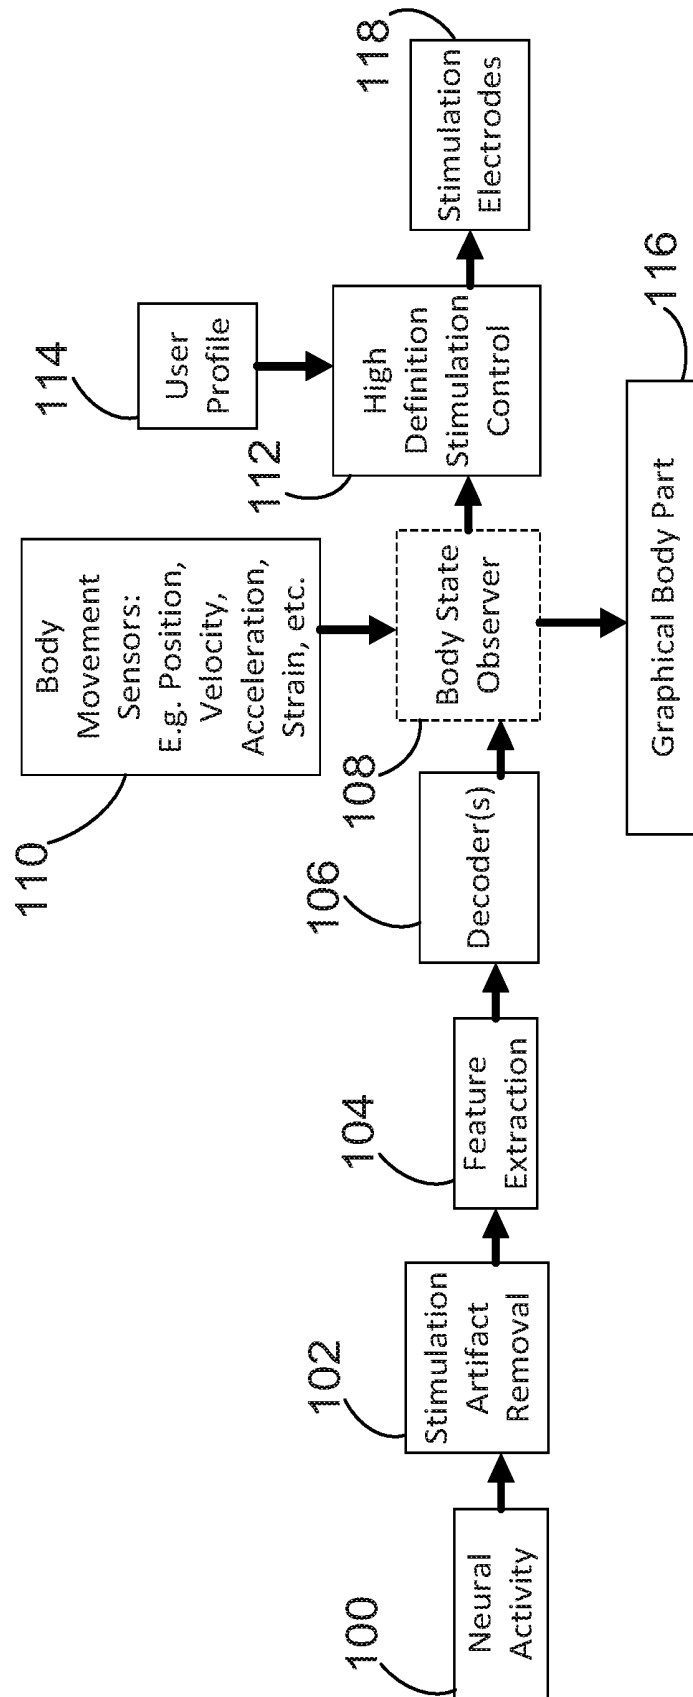 100
Neural
Activity
102
Stimulation
Artifact
Removal
104
Feature
Extraction
106
Decoder(s)
110
Body
Movement
Sensors:
E.g. Position,
Velocity,
Acceleration,
Strain, etc.
108
Body State
Observer
116
Graphical Body Part
114
User
Profile
112
High
Definition
Stimulation
Control
118
Stimulation
Electrodes